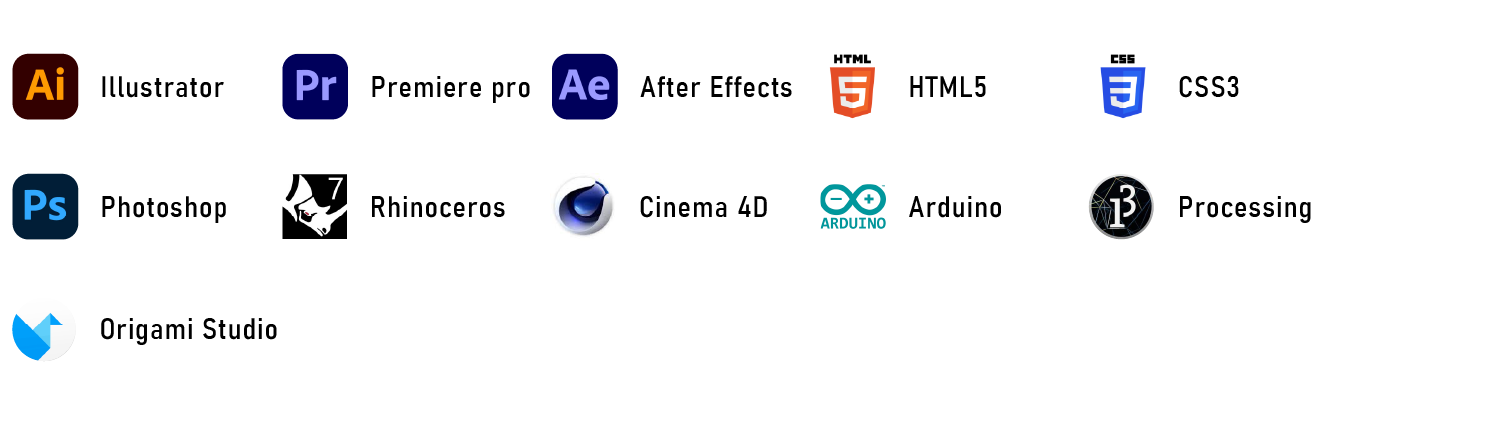 Ai Illustrator
Pr Premiere pro
Ae After Effects
HTML 5 HTML5
CSS 3 CSS3
Ps Photoshop
7 Rhinoceros
Cinema 4D
ARDUINO Arduino
13 Processing
Origami Studio